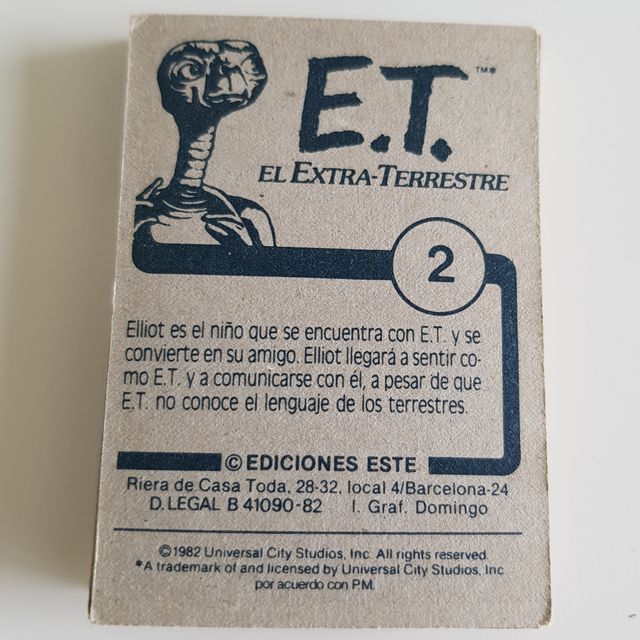 E.T.™*
EL EXTRA-TERRESTRE
2
Elliot es el niño que se encuentra con E.T. y se
convierte en su amigo. Elliot llegará a sentir co-
mo E.T. y a comunicarse con él, a pesar de que
E.T. no conoce el lenguaje de los terrestres.
© EDICIONES ESTE
Riera de Casa Toda, 28-32, local 4/Barcelona-24
D. LEGAL B 41090-82 I. Graf. Domingo
©1982 Universal City Studios, Inc. All rights reserved.
*A trademark of and licensed by Universal City Studios, Inc
por acuerdo con P.M.